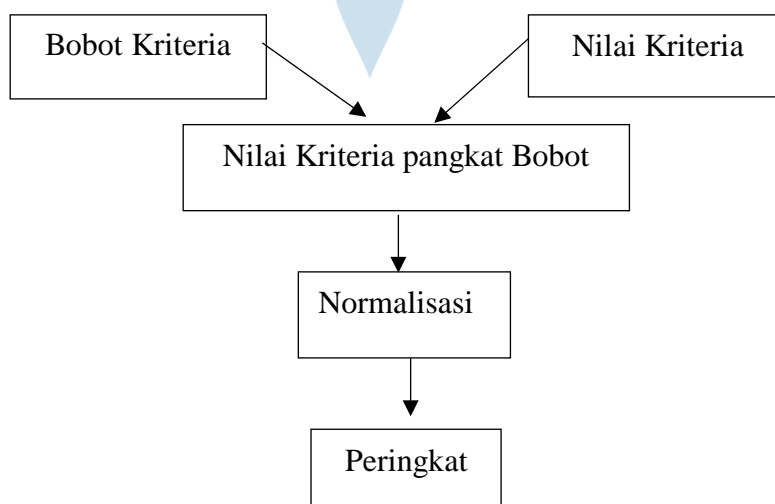 Bobot Kriteria
Nilai Kriteria
Nilai Kriteria pangkat Bobot
Normalisasi
Peringkat